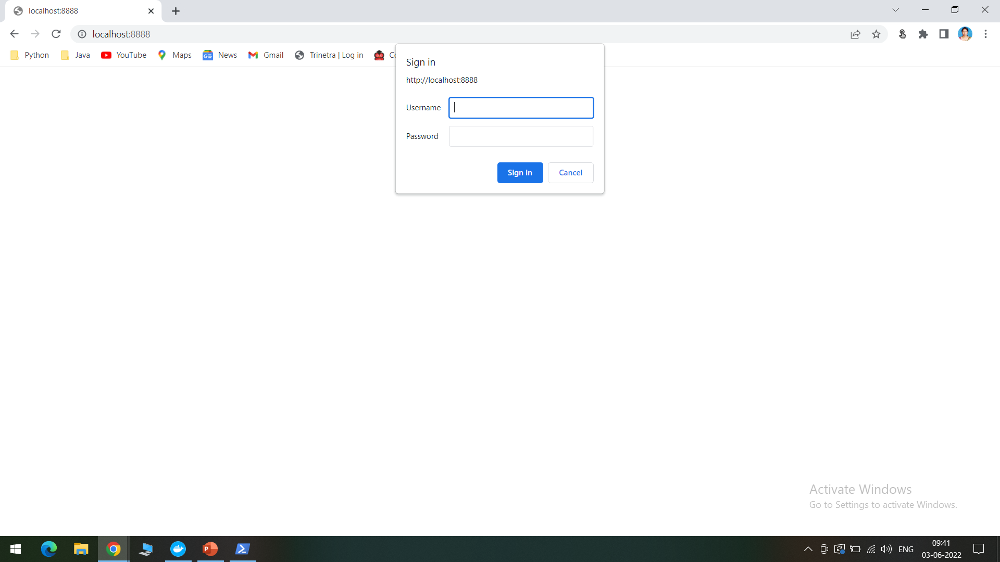 localhost:8888
localhost:8888
Python Java YouTube Maps News Gmail Trinetra | Log in
Sign in
http://localhost:8888
Username
Password
Sign in Cancel
Activate Windows
Go to Settings to activate Windows.
ENG 09:41
03-06-2022